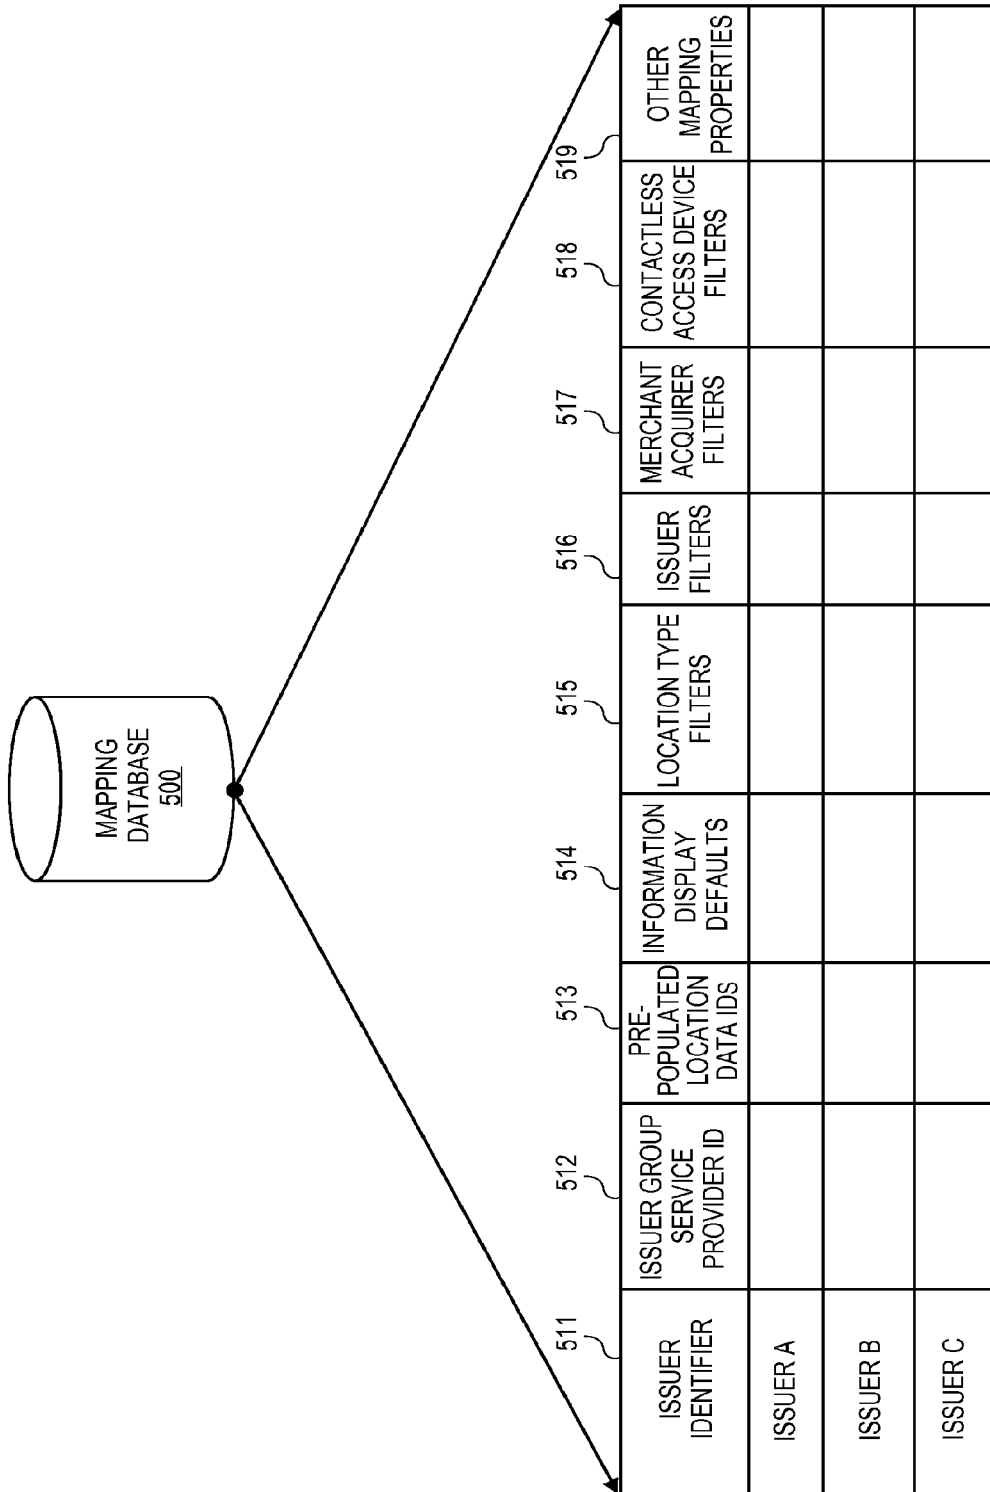 MAPPING
DATABASE
500
511
512
513
514
515
516
517
518
519
ISSUER
IDENTIFIER
ISSUER GROUP
SERVICE
PROVIDER ID
PRE-
POPULATED
LOCATION
DATA IDS
INFORMATION
DISPLAY
DEFAULTS
LOCATION TYPE
FILTERS
ISSUER
FILTERS
MERCHANT
ACQUIRER
FILTERS
CONTACTLESS
ACCESS DEVICE
FILTERS
OTHER
MAPPING
PROPERTIES
ISSUER A
ISSUER B
ISSUER C